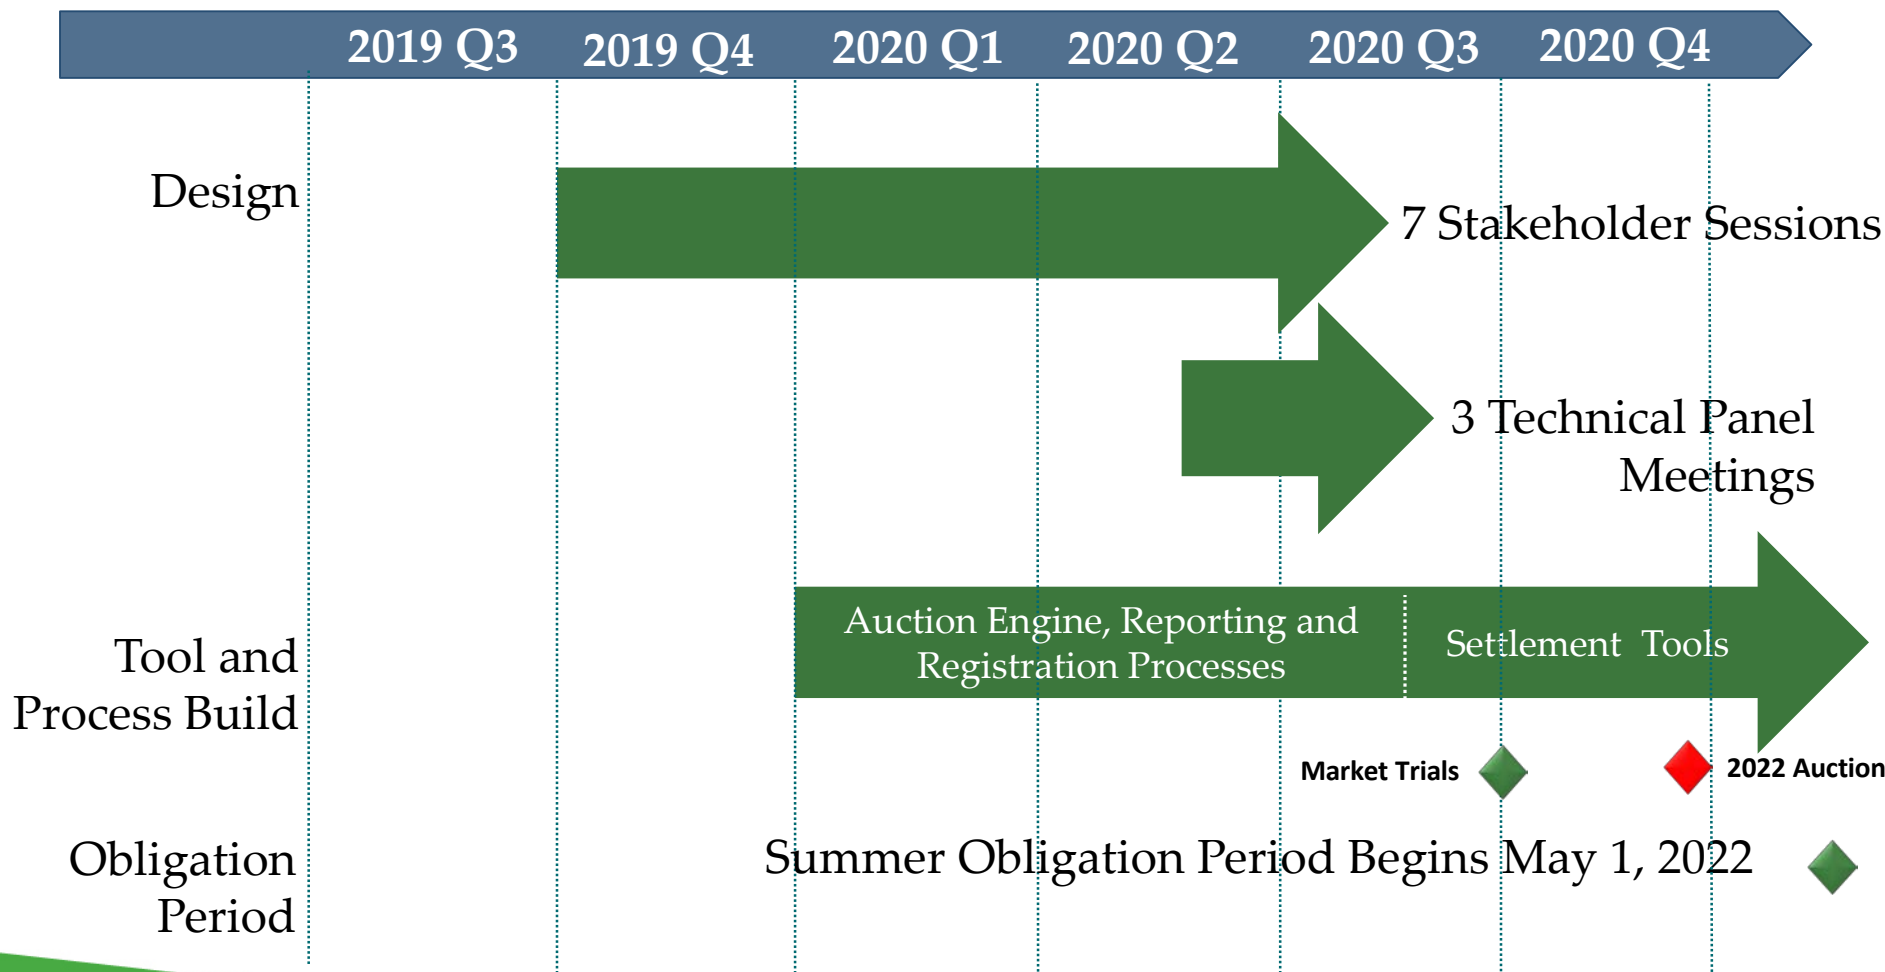 2019 Q3 2019 Q4 2020 Q1 2020 Q2 2020 Q3 2020 Q4
Design
7 Stakeholder Sessions
3 Technical Panel
Meetings
Tool and
Process Build
Auction Engine, Reporting and
Registration Processes
Settlement Tools
Market Trials
2022 Auction
Obligation
Period
Summer Obligation Period Begins May 1, 2022